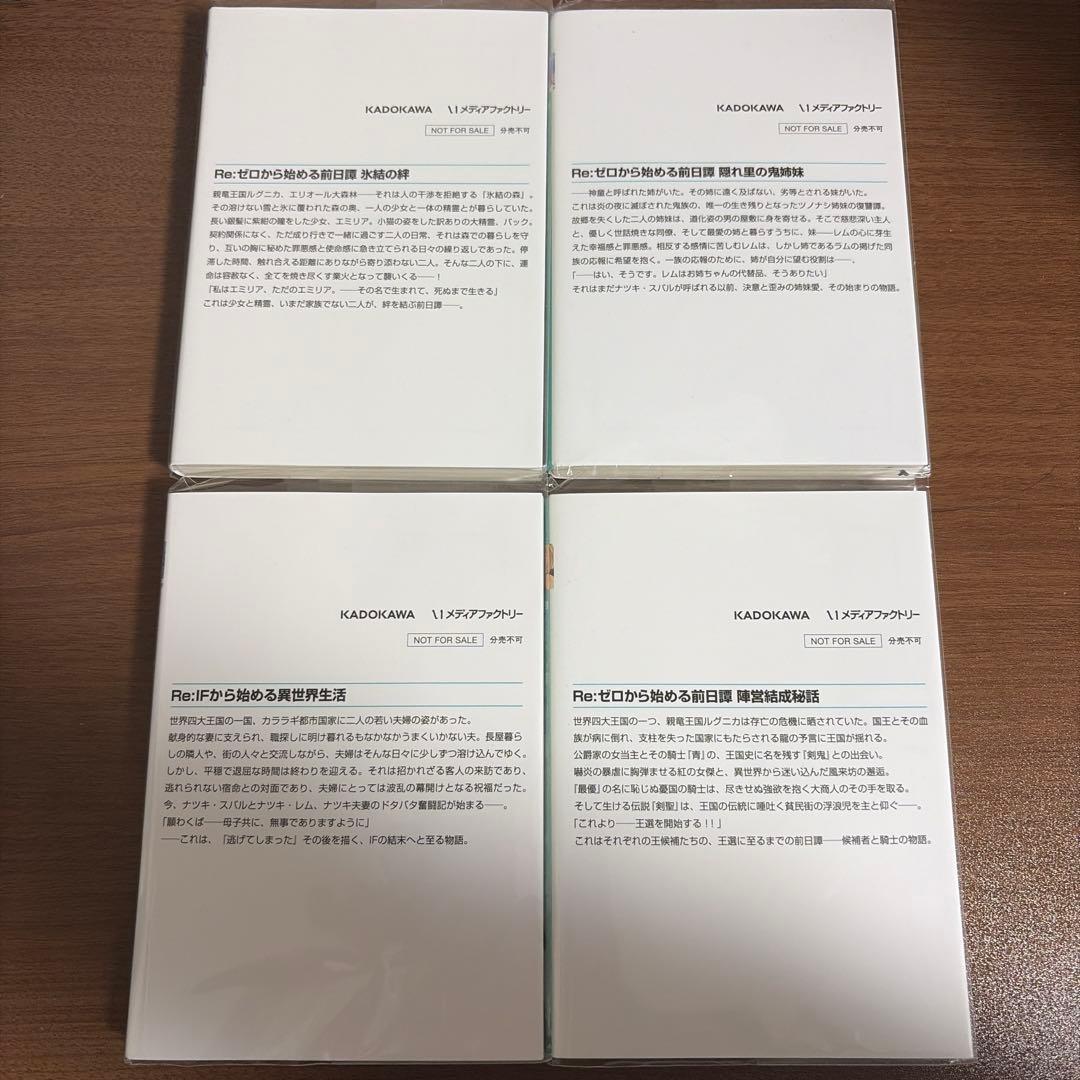 KADOKAWA メディアファクトリー
NOT FOR SALE 分売不可
Re:ゼロから始める前日譚 氷結の絆
親竜王国ルグニカ、エリオール大森林――それは人の干渉を拒絶する「氷結の森」。
その溶けない雪と氷に覆われた森の奥、一人の少女と一体の精霊とが暮らしていた。
長い銀髪に紫紺の瞳をした少女、エミリア。小猫の姿をした訳ありの大精霊、パック。
契約関係になく、ただ成り行きで一緒に過ごす二人の日常、それは森での暮らしを守
り、互いの胸に秘めた罪悪感と使命感に急き立てられる日々の繰り返しであった。停
滞した時間、触れ合える距離にありながら寄り添わない二人。そんな二人の下に、運
命は容赦なく、全てを焼き尽くす業火となって襲いくる――！
「私はエミリア、ただのエミリア。――その名で生まれて、死ぬまで生きる」
これは少女と精霊、いまだ家族でない二人が、絆を結ぶ前日譚――。
KADOKAWA メディアファクトリー
NOT FOR SALE 分売不可
Re:ゼロから始める前日譚 隠れ里の鬼姉妹
――神童と呼ばれた姉がいた。その姉に遠く及ばない、劣等とされる妹がいた。
これは炎の夜に滅ぼされた鬼族の、唯一の生き残りとなったツノナシ姉妹の復讐譚。
故郷を失くした二人の姉妹は、道化姿の男の屋敷に身を寄せる。そこで慈悲深い主人
と、優しく世話焼きな同僚、そして最愛の姉と暮らすうちに、妹――レムの心に芽生
えた幸福感と罪悪感。相反する感情に苦しむレムは、しかし姉であるラムの掲げた同
族の応報に希望を抱く。一族の応報のために、姉が自分に望む役割は――。
「――はい、そうです。レムはお姉ちゃんの代替品、そうありたい」
それはまだナツキ・スバルが呼ばれる以前、決意と歪みの姉妹愛、その始まりの物語。
KADOKAWA メディアファクトリー
NOT FOR SALE 分売不可
Re:IFから始める異世界生活
世界四大王国の一国、カララギ都市国家に二人の若い夫婦の姿があった。
献身的な妻に支えられ、職探しに明け暮れるもなかなかうまくいかない夫。長屋暮ら
しの隣人や、街の人々と交流しながら、夫婦はそんな日々に少しずつ溶け込んでゆく。
しかし、平穏で退屈な時間は終わりを迎える。それは招かれざる客人の来訪であり、
逃れられない宿命との対面であり、夫婦にとっては波乱の幕開けとなる祝福だった。
今、ナツキ・スバルとナツキ・レム、ナツキ夫妻のドタバタ奮闘記が始まる――。
「願わくば――母子共に、無事でありますように」
――これは、「逃げてしまった」その後を描く、IFの結末へと至る物語。
KADOKAWA メディアファクトリー
NOT FOR SALE 分売不可
Re:ゼロから始める前日譚 陣営結成秘話
世界四大王国の一つ、親竜王国ルグニカは存亡の危機に晒されていた。国王とその血
族が病に倒れ、支柱を失った国家にもたらされる龍の予言に王国が揺れる。
公爵家の女当主とその騎士『青』の、王国史に名を残す『剣鬼』との出会い。
嚇炎の暴虐に胸弾ませる紅の女傑と、異世界から迷い込んだ風来坊の邂逅。
『最優』の名に恥じぬ憂国の騎士は、尽きせぬ強欲を抱く大商人のその手を取る。
そして生ける伝説『剣聖』は、王国の伝統に唾吐く貧民街の浮浪児を主と仰ぐ――。
「これより――王選を開始する！！」
これはそれぞれの王候補たちの、王選に至るまでの前日譚――候補者と騎士の物語。